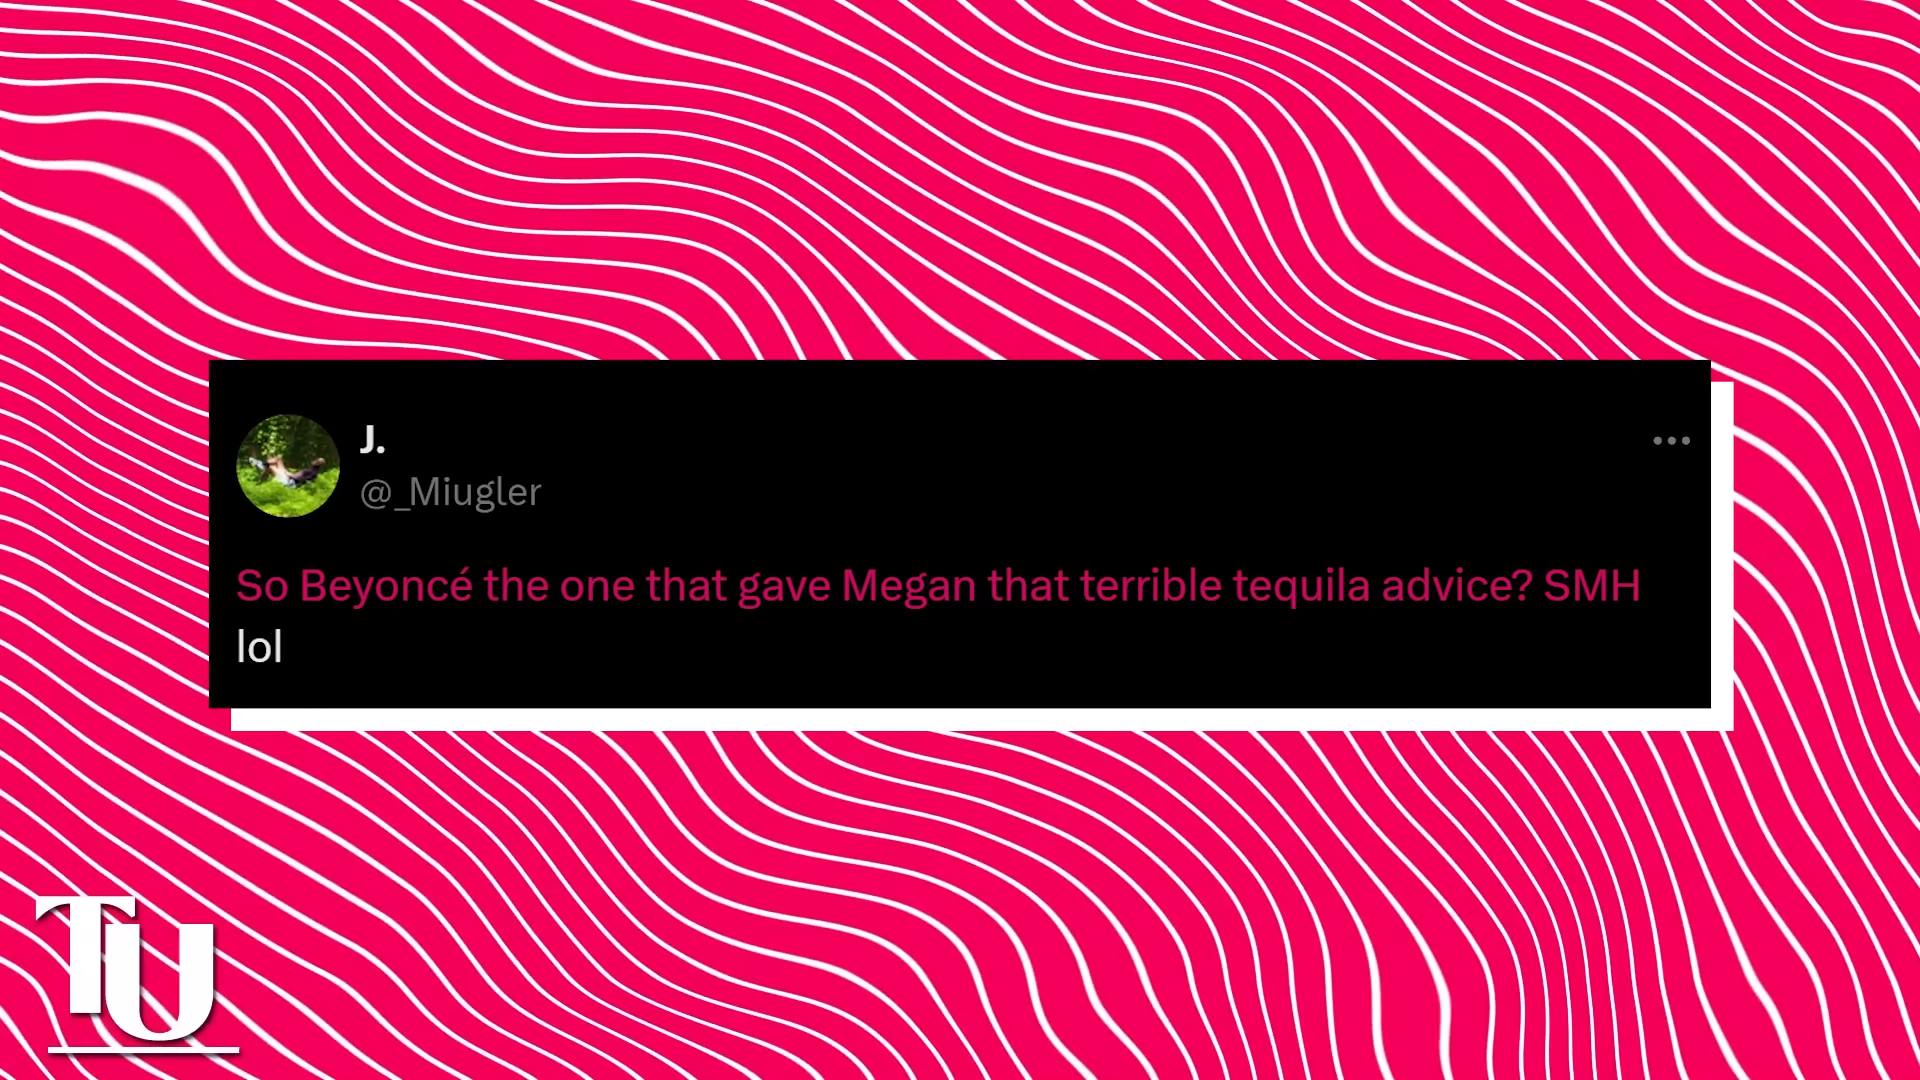 J.
@_Miugler
So Beyoncé the one that gave Megan that terrible tequila advice? SMH
lol
TU